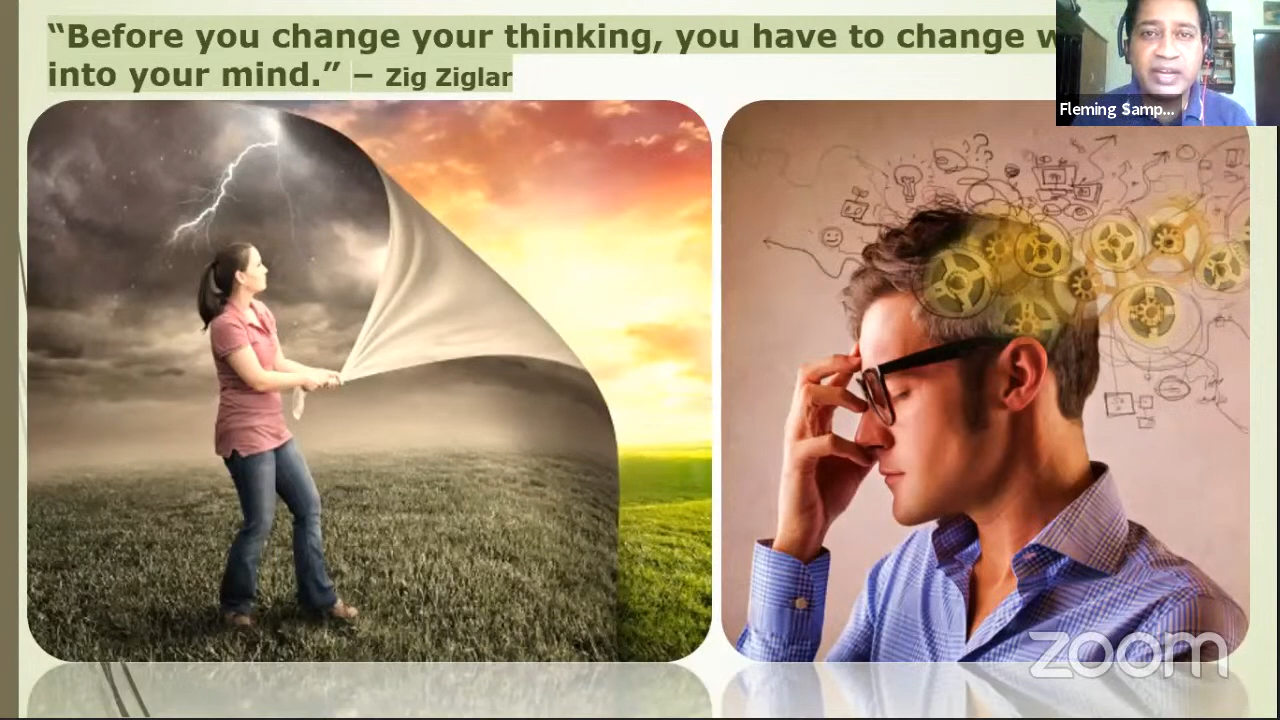 “Before you change your thinking, you have to change
into your mind.” – Zig Ziglar
Fleming Samp...
zoom